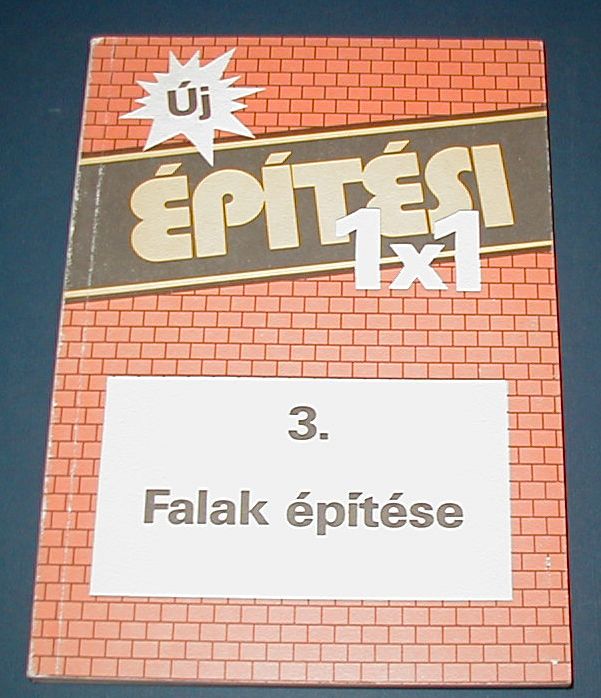 Új
ÉPÍTÉSI
1x1
3.
Falak építése